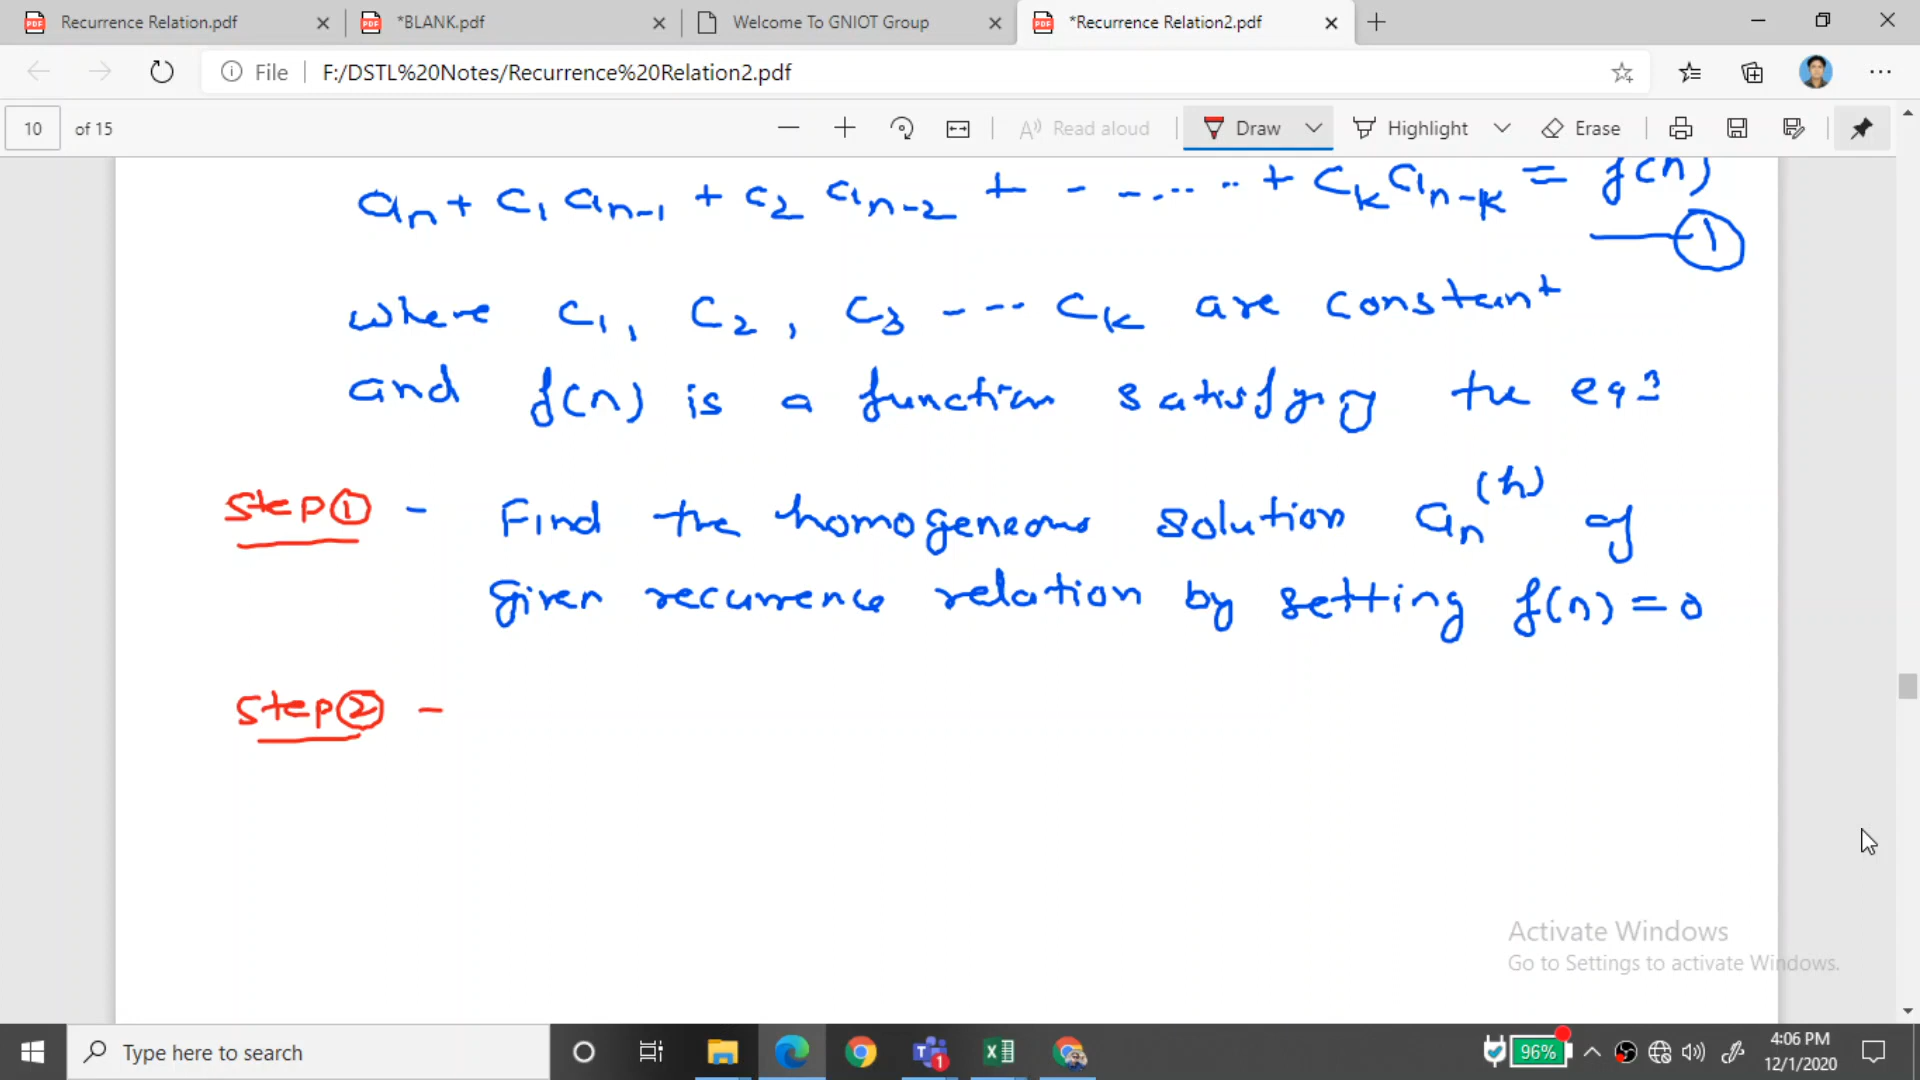 Recurrence Relation.pdf
*BLANK.pdf
Welcome To GNIOT Group
*Recurrence Relation2.pdf
File
F:/DSTL%20Notes/Recurrence%20Relation2.pdf
10 of 15
Read aloud
Draw
Highlight
Erase
an + C1 an-1 + C2 an-2 + - -..... + Ck an-k = f(n)
1
where C1, C2, C3 ---- Ck are constant
and f(n) is a function satisfying the eqn
Step 1 - Find the homogeneous solution an(h) of
given recurrence relation by setting f(n) = 0
Step 2 -
Activate Windows
Go to Settings to activate Windows.
Type here to search
1
96%
4:06 PM
12/1/2020